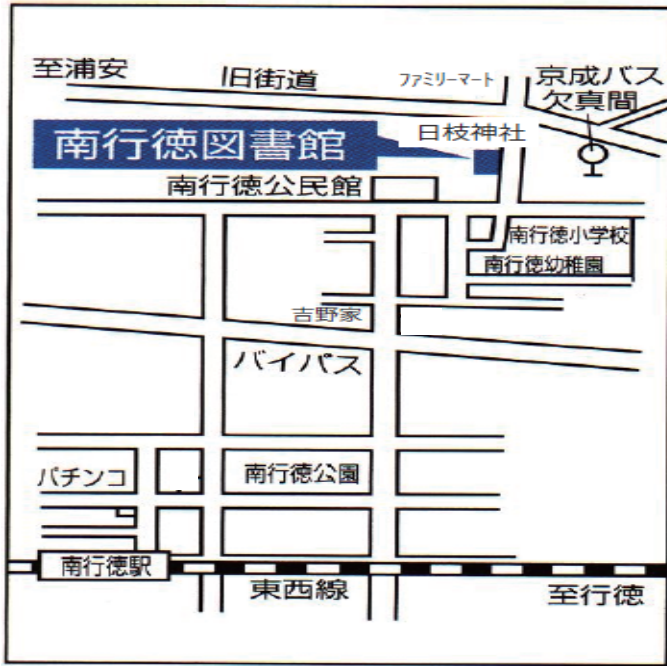 至浦安
旧街道
ファミリーマート
京成バス
欠真間
日枝神社
南行徳図書館
南行徳公民館
南行徳小学校
南行徳幼稚園
吉野家
バイパス
パチンコ
南行徳公園
南行徳駅
東西線
至行徳